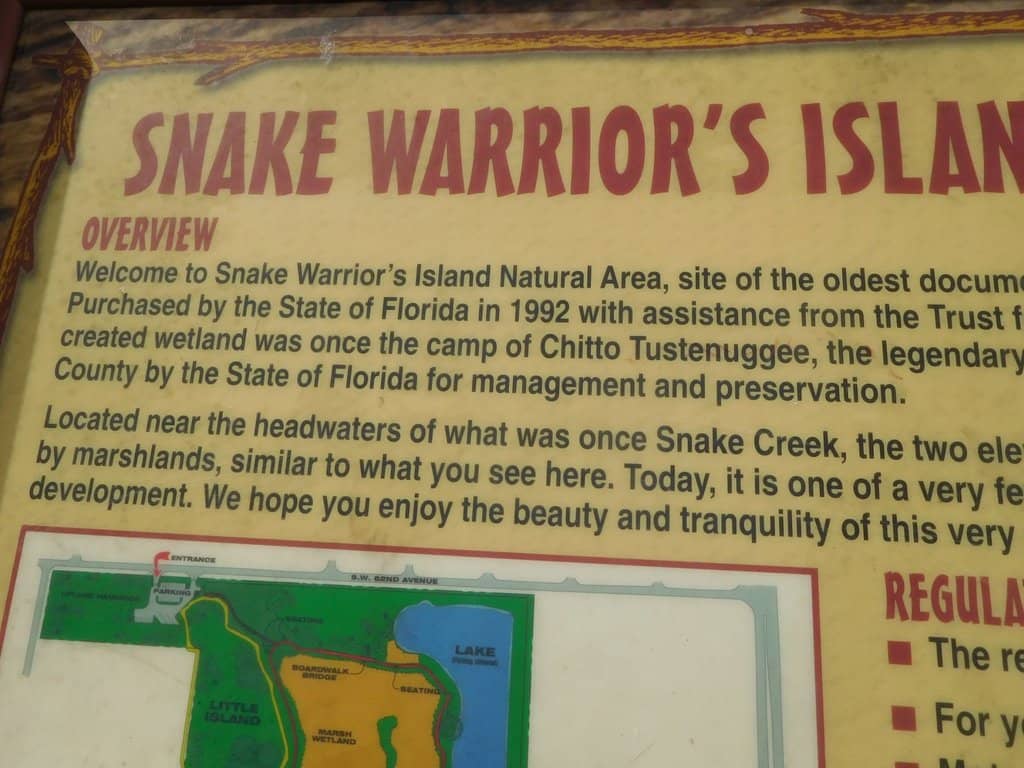 SNAKE WARRIOR'S ISLAN
OVERVIEW
Welcome to Snake Warrior's Island Natural Area, site of the oldest docume
Purchased by the State of Florida in 1992 with assistance from the Trust f
created wetland was once the camp of Chitto Tustenuggee, the legendary
County by the State of Florida for management and preservation.
Located near the headwaters of what was once Snake Creek, the two ele
by marshlands, similar to what you see here. Today, it is one of a very fe
development. We hope you enjoy the beauty and tranquility of this very
ENTRANCE
S.W. 62ND AVENUE
UPLAND HAMMOCK
PARKING
SEATING
LAKE
BOARDWALK
BRIDGE
SEATING
LITTLE
ISLAND
MARSH
WETLAND
REGULA
The re
For yo